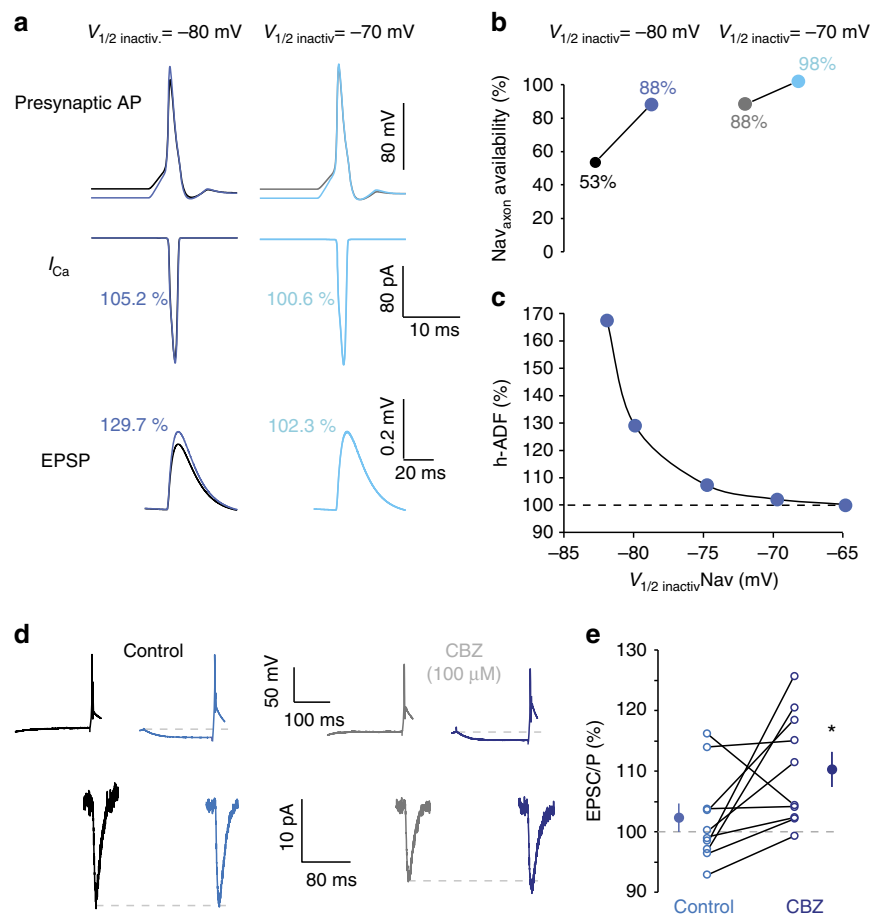 a
V1/2 inactiv. = –80 mV
V1/2 inactiv = –70 mV
Presynaptic AP
80 mV
ICa
105.2 %
100.6 %
80 pA
10 ms
129.7 %
102.3 %
EPSP
0.2 mV
20 ms
b
V1/2 inactiv = –80 mV
V1/2 inactiv = –70 mV
Navaxon availability (%)
100
80
60
40
20
0
53%
88%
88%
98%
c
h-ADF (%)
170
160
150
140
130
120
110
100
90
–85
–80
–75
–70
–65
V1/2 inactivNav (mV)
d
Control
50 mV
100 ms
CBZ
(100 μM)
10 pA
80 ms
e
EPSC/P (%)
130
120
110
100
90
*
Control
CBZ